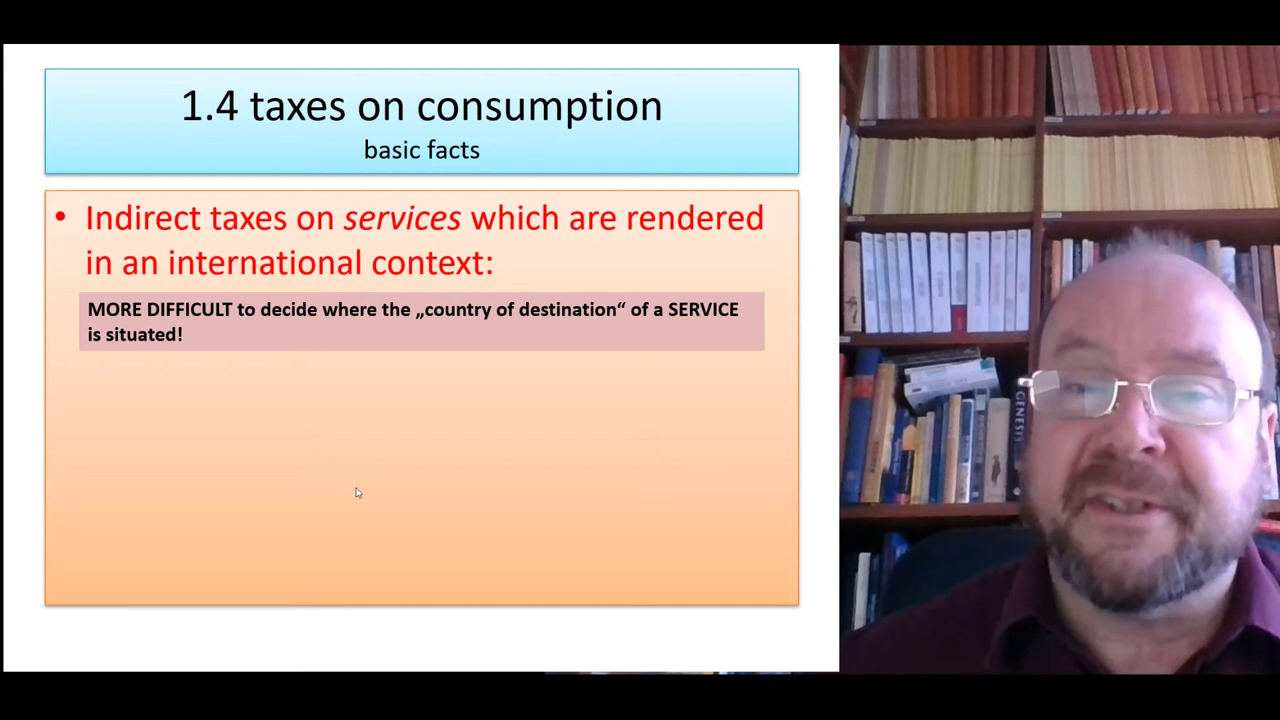 1.4 taxes on consumption
basic facts
• Indirect taxes on services which are rendered
in an international context:
MORE DIFFICULT to decide where the „country of destination“ of a SERVICE
is situated!
GENESIS